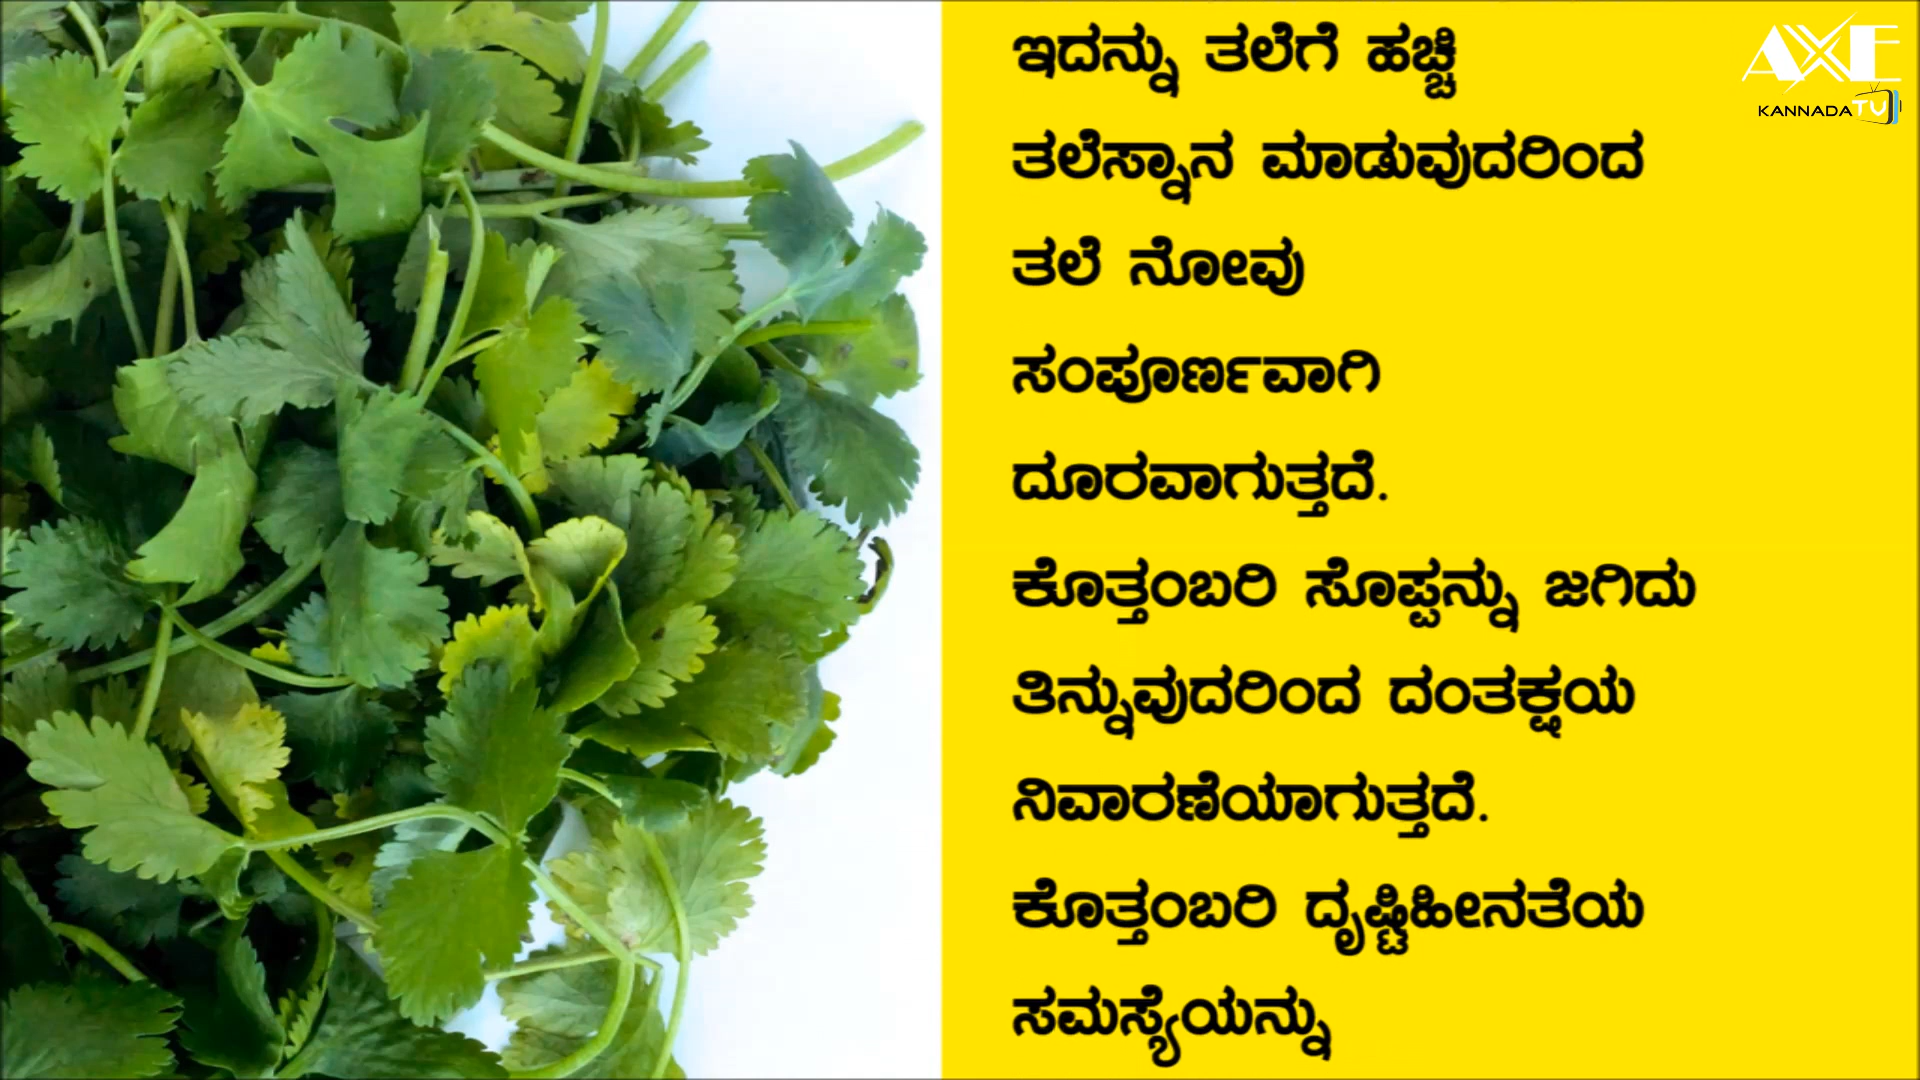 ಇದನ್ನು ತಲೆಗೆ ಹಚ್ಚಿ
ತಲೆಸ್ನಾನ ಮಾಡುವುದರಿಂದ
ತಲೆ ನೋವು
ಸಂಪೂರ್ಣವಾಗಿ
ದೂರವಾಗುತ್ತದೆ.
ಕೊತ್ತಂಬರಿ ಸೊಪ್ಪನ್ನು ಜಗಿದು
ತಿನ್ನುವುದರಿಂದ ದಂತಕ್ಷಯ
ನಿವಾರಣೆಯಾಗುತ್ತದೆ.
ಕೊತ್ತಂಬರಿ ದೃಷ್ಟಿಹೀನತೆಯ
ಸಮಸ್ಯೆಯನ್ನು
AXE
KANNADA TV